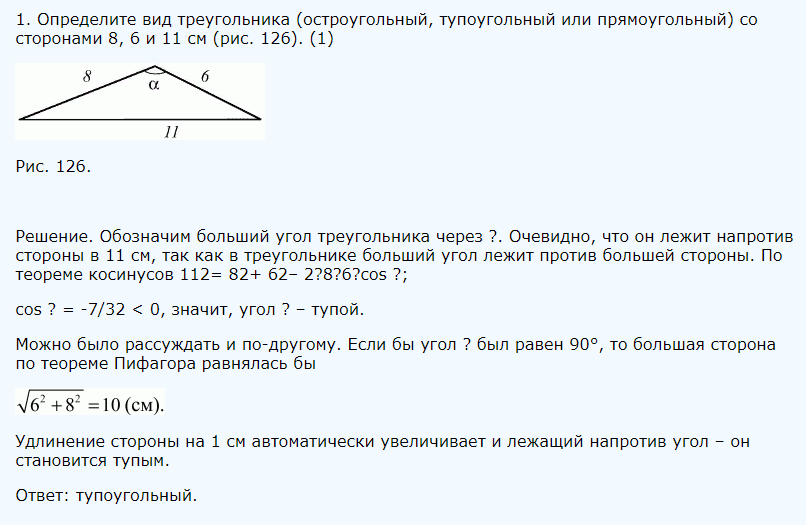 1. Определите вид треугольника (остроугольный, тупоугольный или прямоугольный) со
сторонами 8, 6 и 11 см (рис. 126). (1)
8 6
α
11
Рис. 126.
Решение. Обозначим больший угол треугольника через ?. Очевидно, что он лежит напротив
стороны в 11 см, так как в треугольнике больший угол лежит против большей стороны. По
теореме косинусов 112= 82+ 62– 2?8?6?cos ?;
cos ? = -7/32 < 0, значит, угол ? – тупой.
Можно было рассуждать и по-другому. Если бы угол ? был равен 90°, то большая сторона
по теореме Пифагора равнялась бы
√6²+8² =10 (см).
Удлинение стороны на 1 см автоматически увеличивает и лежащий напротив угол – он
становится тупым.
Ответ: тупоугольный.